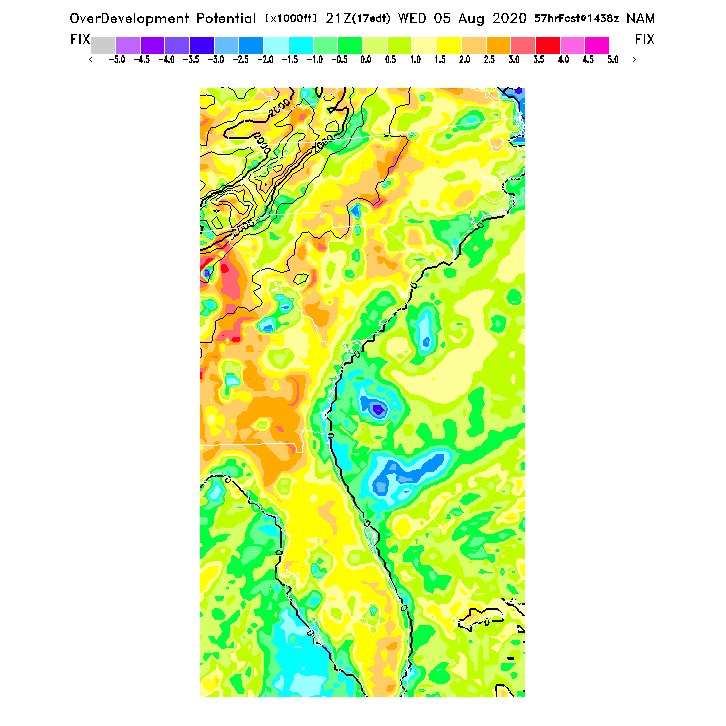 OverDevelopment Potential [x1000ft] 21Z(17edt) WED 05 Aug 2020 57hrFcst@1438z NAM
FIX FIX
< -5.0 -4.5 -4.0 -3.5 -3.0 -2.5 -2.0 -1.5 -1.0 -0.5 0.0 0.5 1.0 1.5 2.0 2.5 3.0 3.5 4.0 4.5 5.0 >
2000
2000